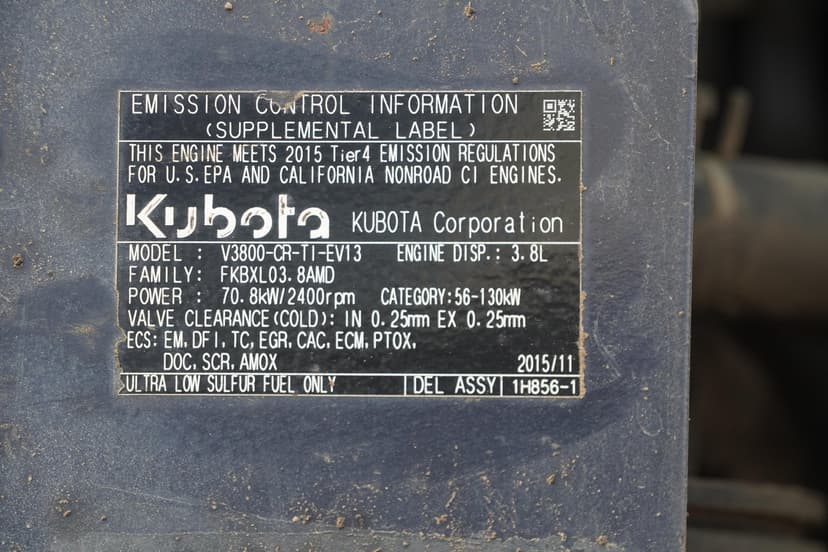 EMISSION CONTROL INFORMATION
(SUPPLEMENTAL LABEL)
THIS ENGINE MEETS 2015 Tier4 EMISSION REGULATIONS
FOR U.S.EPA AND CALIFORNIA NONROAD CI ENGINES.
Kubota KUBOTA Corporation
MODEL : V3800-CR-TI-EV13 ENGINE DISP.: 3.8L
FAMILY: FKBXL03.8AMD
POWER : 70.8kW/2400rpm CATEGORY:56-130kW
VALVE CLEARANCE(COLD): IN 0.25mm EX 0.25mm
ECS: EM, DFI, TC, EGR, CAC, ECM, PTOX,
DOC, SCR, AMOX 2015/11
ULTRA LOW SULFUR FUEL ONLY DEL ASSY 1H856-1